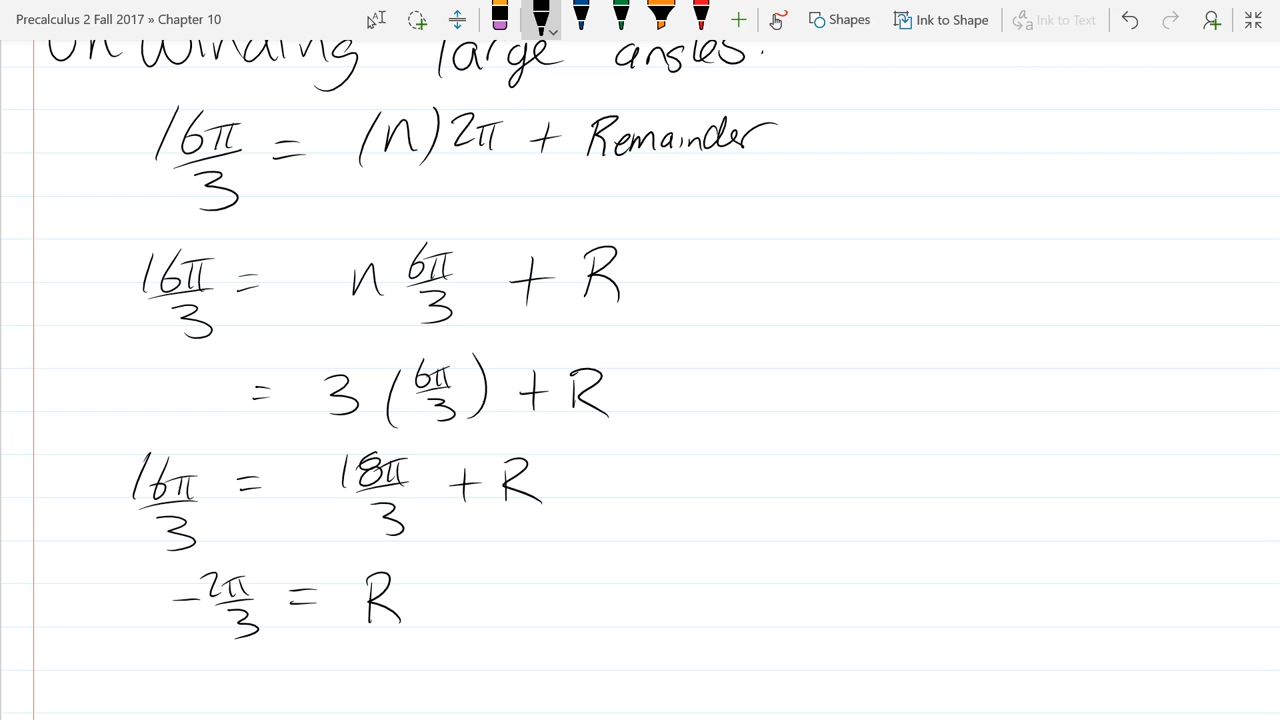 Precalculus 2 Fall 2017 » Chapter 10
Shapes
Ink to Shape
Ink to Text
Unwinding large angles.
16π/3 = (n) 2π + Remainder
16π/3 = n 6π/3 + R
= 3 (6π/3) + R
16π/3 = 18π/3 + R
-2π/3 = R